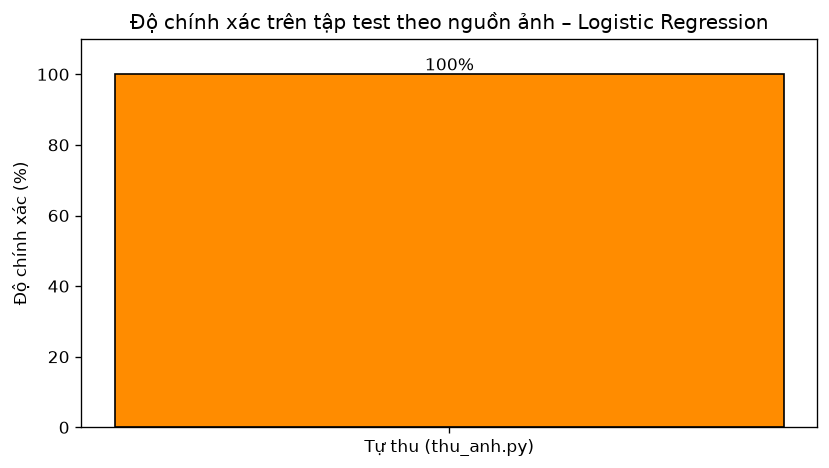 Độ chính xác trên tập test theo nguồn ảnh – Logistic Regression
100%
100
80
60
40
20
0
Độ chính xác (%)
Tự thu (thu_anh.py)